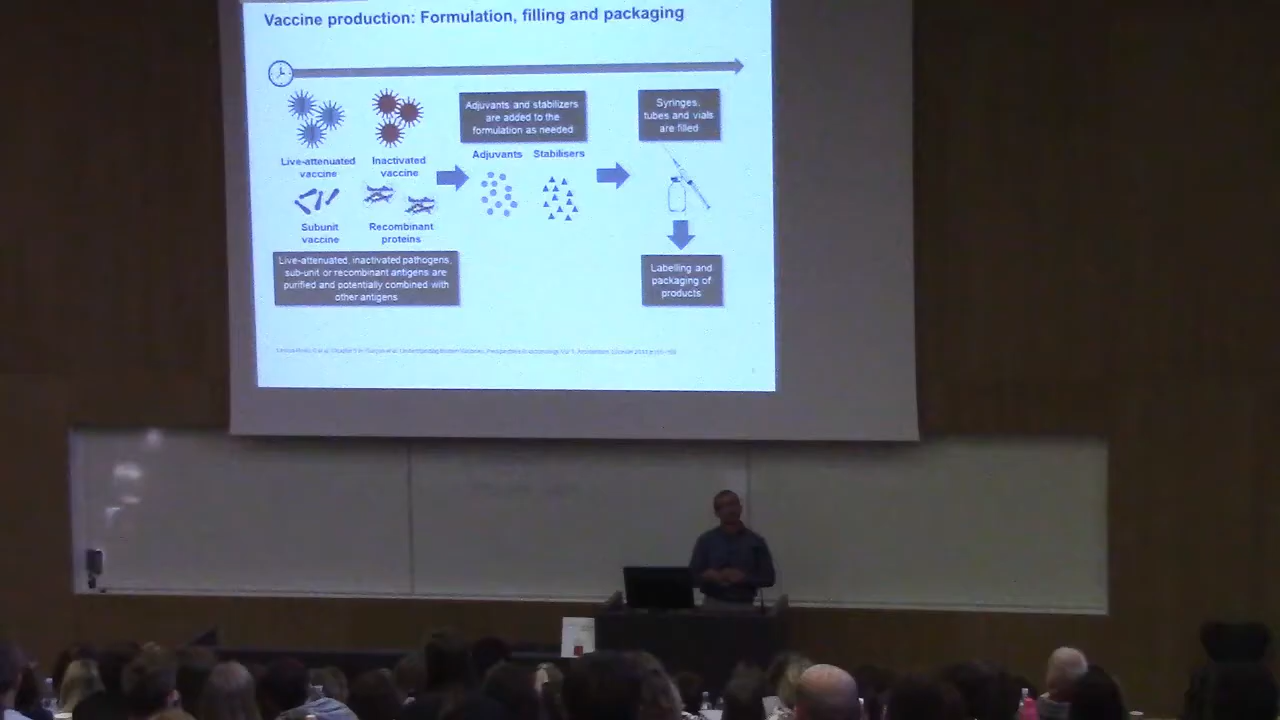 Vaccine production: Formulation, filling and packaging
Live-attenuated
vaccine
Inactivated
vaccine
Subunit
vaccine
Recombinant
proteins
Live-attenuated, inactivated pathogens,
sub-unit or recombinant antigens are
purified and potentially combined with
other antigens
Adjuvants and stabilizers
are added to the
formulation as needed
Adjuvants
Stabilisers
Syringes,
tubes and vials
are filled
Labelling and
packaging of
products